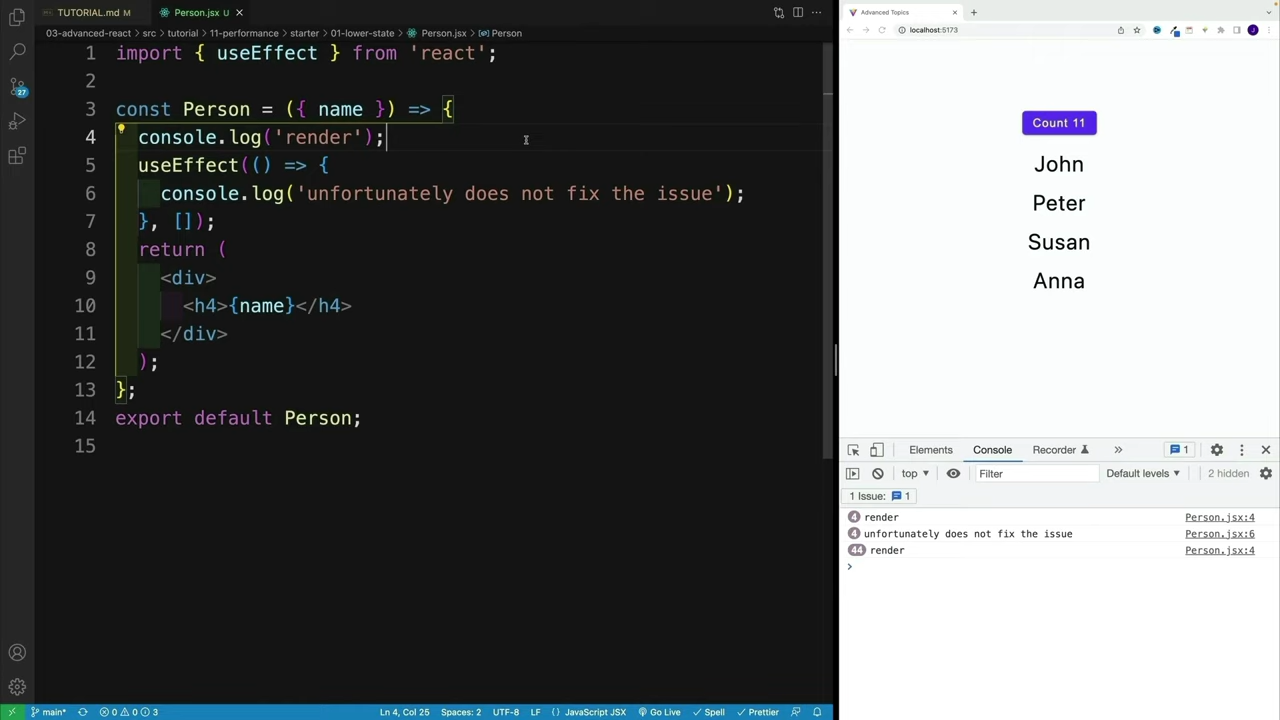 TUTORIAL.md M
Person.jsx U
03-advanced-react > src > tutorial > 11-performance > starter > 01-lower-state > Person.jsx > Person
1 import { useEffect } from 'react';
2
3 const Person = ({ name }) => {
4 console.log('render');
5 useEffect(() => {
6 console.log('unfortunately does not fix the issue');
7 }, []);
8 return (
9 <div>
10 <h4>{name}</h4>
11 </div>
12 );
13 };
14 export default Person;
15
27
main*
0 0 3
Ln 4, Col 25
Spaces: 2
UTF-8
LF
{} JavaScript JSX
Go Live
Spell
Prettier
Advanced Topics
localhost:5173
J
Count 11
John
Peter
Susan
Anna
Elements
Console
Recorder
1
top
Filter
Default levels
2 hidden
1 Issue: 1
4 render Person.jsx:4
4 unfortunately does not fix the issue Person.jsx:6
44 render Person.jsx:4
>